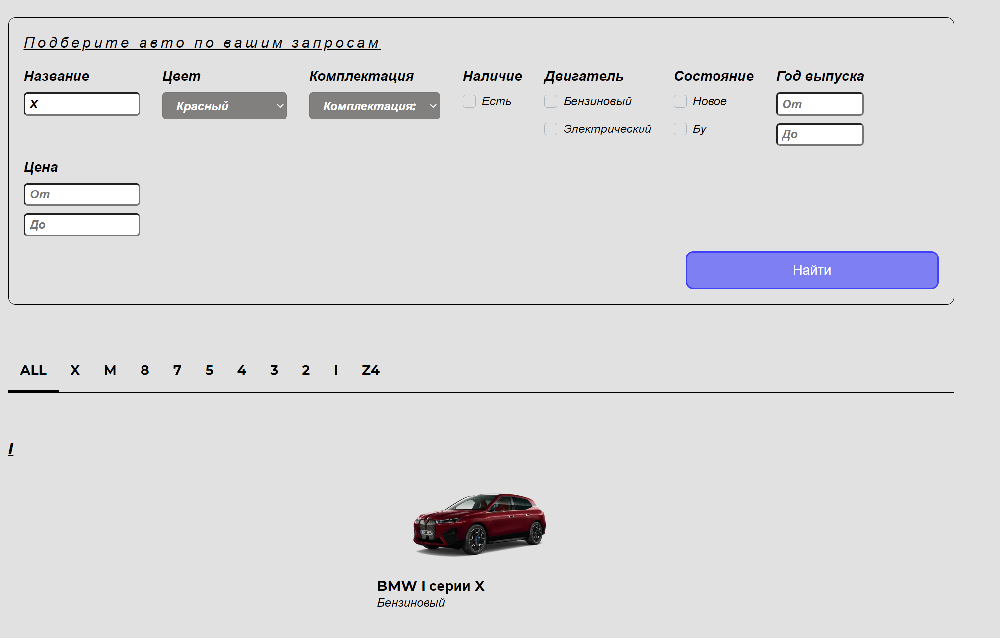 Подберите авто по вашим запросам
Название
Цвет
Комплектация
Наличие
Двигатель
Состояние
Год выпуска
X
Красный
Комплектация:
Есть
Бензиновый
Новое
От
Электрический
Бу
До
Цена
От
До
Найти
ALL X M 8 7 5 4 3 2 I Z4
I
BMW I серии X
Бензиновый